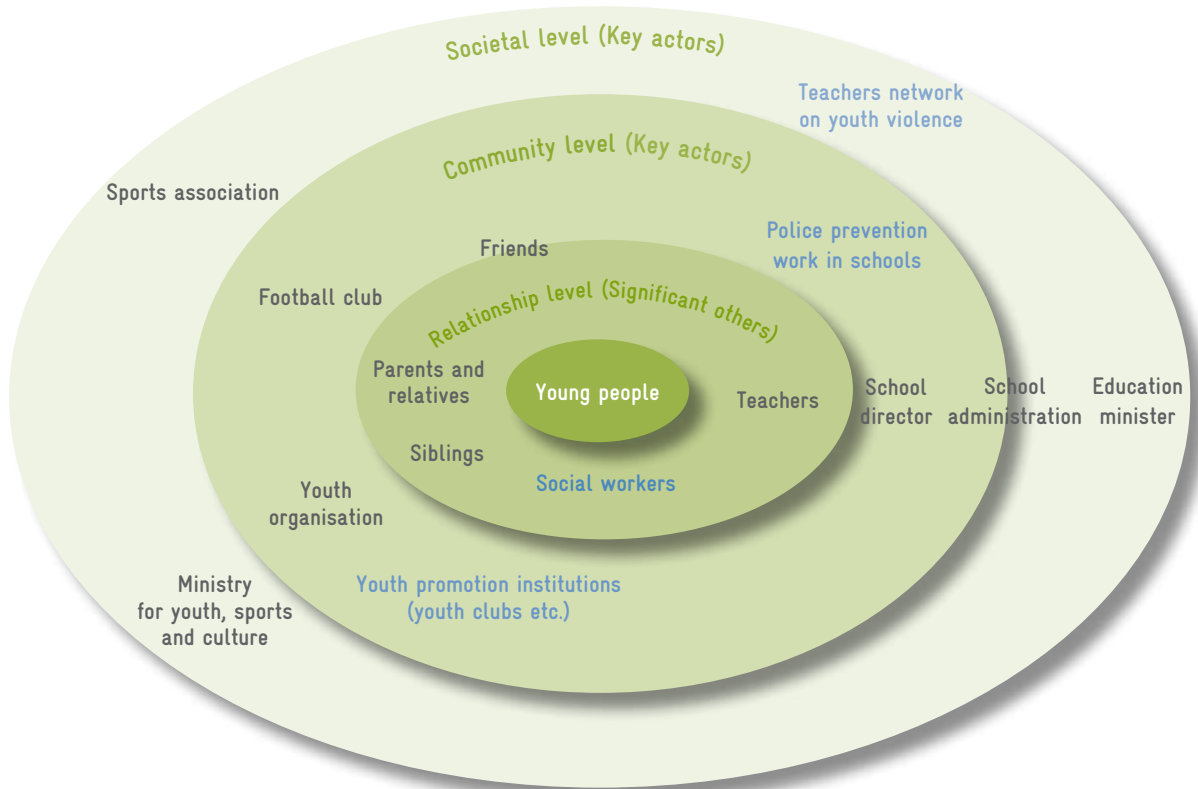 Societal level (Key actors)
Teachers network
on youth violence
Community level (Key actors)
Sports association
Police prevention
work in schools
Friends
Football club
Relationship level (Significant others)
Parents and
relatives
Young people
Teachers
School
director
School
administration
Education
minister
Siblings
Social workers
Youth
organisation
Ministry
for youth, sports
and culture
Youth promotion institutions
(youth clubs etc.)